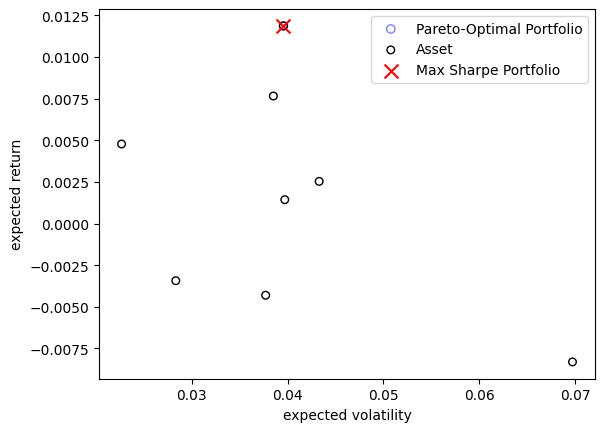 0.0125
0.0100
0.0075
0.0050
0.0025
0.0000
−0.0025
−0.0050
−0.0075
expected return
Pareto-Optimal Portfolio
Asset
Max Sharpe Portfolio
0.03 0.04 0.05 0.06 0.07
expected volatility